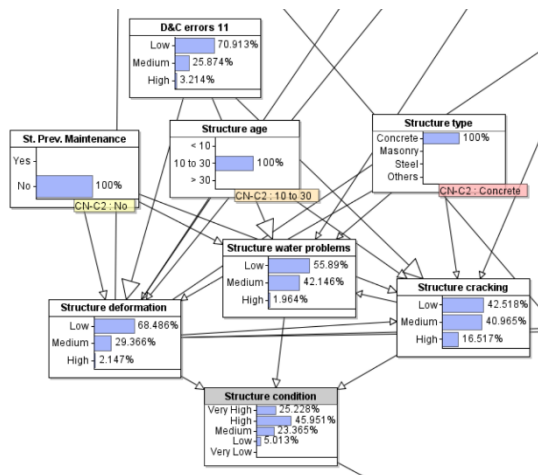 D&C errors 11
Low 70.913%
Medium 25.874%
High 3.214%
St. Prev. Maintenance
Yes
No 100%
CN-C2 : No
Structure age
< 10
10 to 30 100%
> 30
CN-C2 : 10 to 30
Structure type
Concrete 100%
Masonry
Steel
Others
CN-C2 : Concrete
Structure water problems
Low 55.89%
Medium 42.146%
High 1.964%
Structure deformation
Low 68.486%
Medium 29.366%
High 2.147%
Structure cracking
Low 42.518%
Medium 40.965%
High 16.517%
Structure condition
Very High 25.228%
High 45.951%
Medium 23.365%
Low 5.013%
Very Low